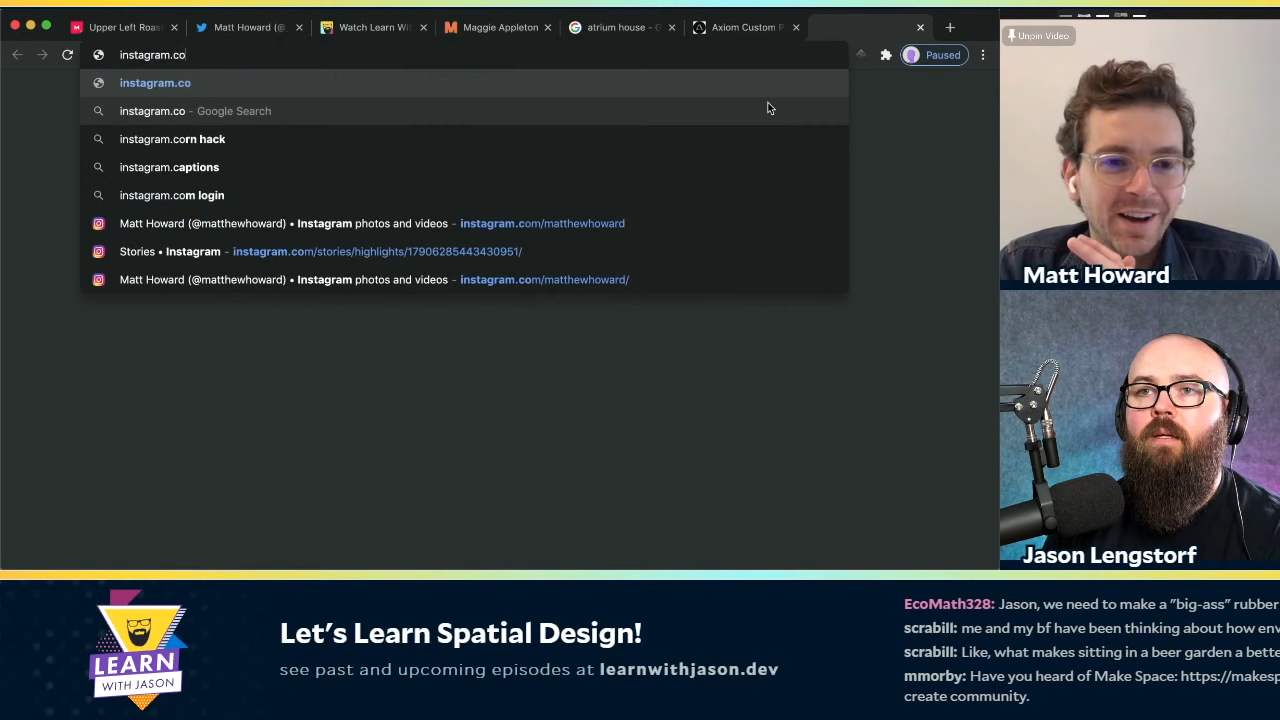 Upper Left Roast
Matt Howard (@
Watch Learn Wi
Maggie Appleton
atrium house - G
Axiom Custom P
instagram.co
Paused
instagram.co
instagram.co - Google Search
instagram.corn hack
instagram.captions
instagram.com login
Matt Howard (@matthewhoward) • Instagram photos and videos - instagram.com/matthewhoward
Stories • Instagram - instagram.com/stories/highlights/17906285443430951/
Matt Howard (@matthewhoward) • Instagram photos and videos - instagram.com/matthewhoward/
Unpin Video
Matt Howard
Jason Lengstorf
LEARN
WITH JASON
Let's Learn Spatial Design!
see past and upcoming episodes at learnwithjason.dev
EcoMath328: Jason, we need to make a "big-ass" rubber
scrabill: me and my bf have been thinking about how env
scrabill: Like, what makes sitting in a beer garden a bette
mmorby: Have you heard of Make Space: https://makesp
create community.